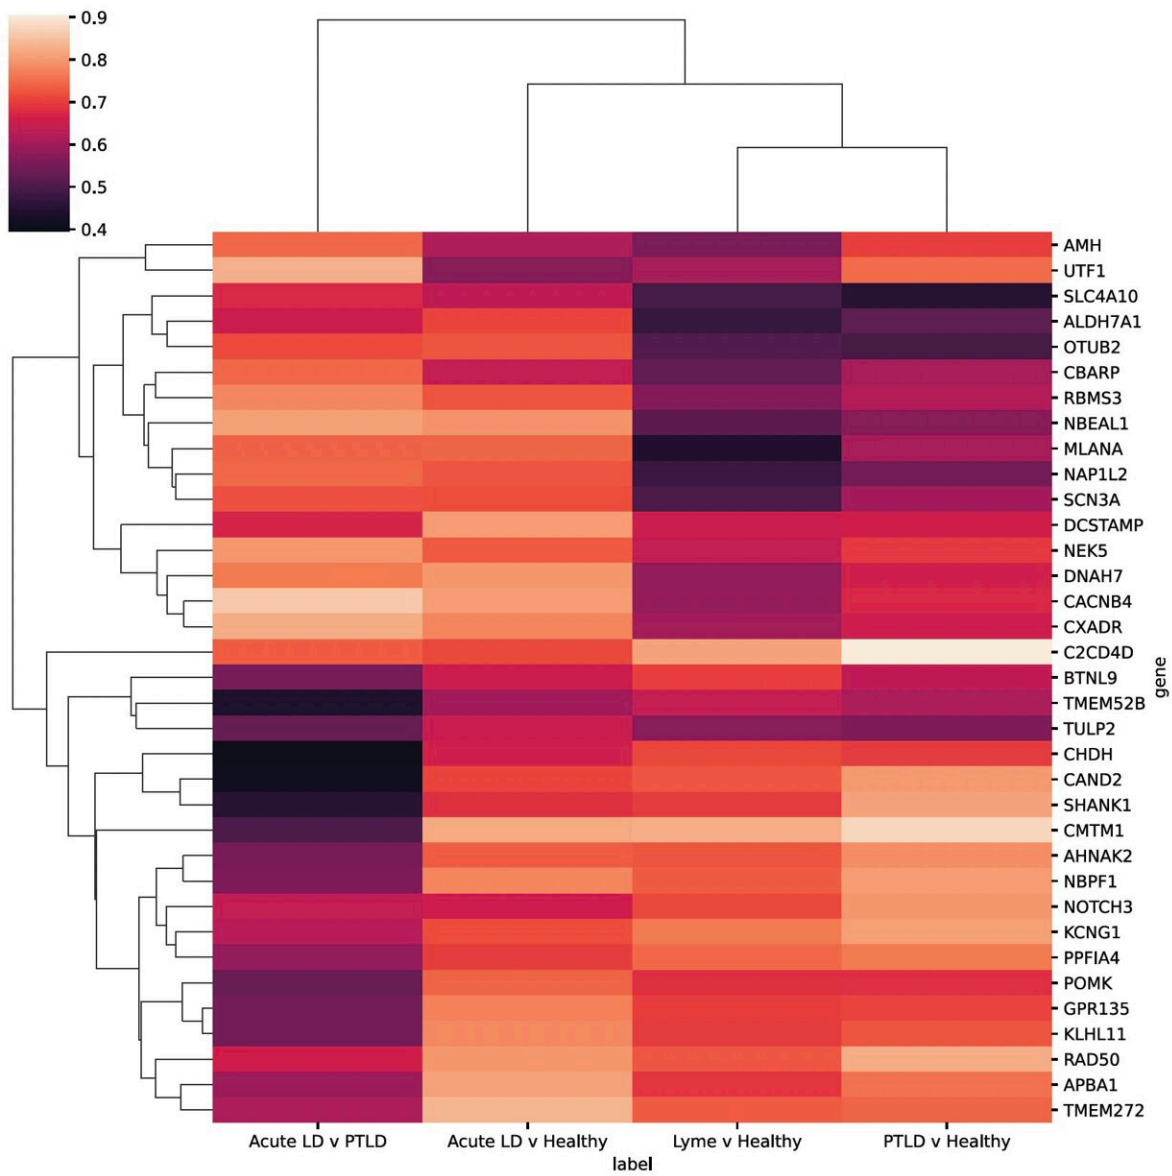 0.9
0.8
0.7
0.6
0.5
0.4
AMH
UTF1
SLC4A10
ALDH7A1
OTUB2
CBARP
RBMS3
NBEAL1
MLANA
NAP1L2
SCN3A
DCSTAMP
NEK5
DNAH7
CACNB4
CXADR
C2CD4D
BTNL9
TMEM52B
TULP2
CHDH
CAND2
SHANK1
CMTM1
AHNAK2
NBPF1
NOTCH3
KCNG1
PPFIA4
POMK
GPR135
KLHL11
RAD50
APBA1
TMEM272
gene
Acute LD v PTLD Acute LD v Healthy Lyme v Healthy PTLD v Healthy
label